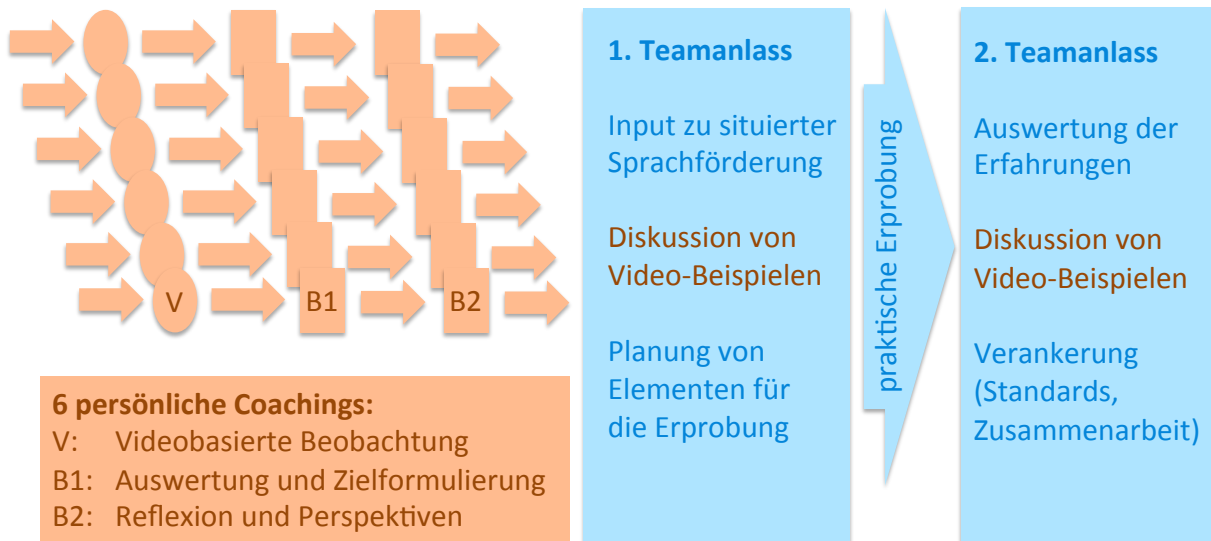 V
B1
B2
6 persönliche Coachings:
V: Videobasierte Beobachtung
B1: Auswertung und Zielformulierung
B2: Reflexion und Perspektiven
1. Teamanlass
Input zu situierter
Sprachförderung
Diskussion von
Video-Beispielen
Planung von
Elementen für
die Erprobung
praktische Erprobung
2. Teamanlass
Auswertung der
Erfahrungen
Diskussion von
Video-Beispielen
Verankerung
(Standards,
Zusammenarbeit)